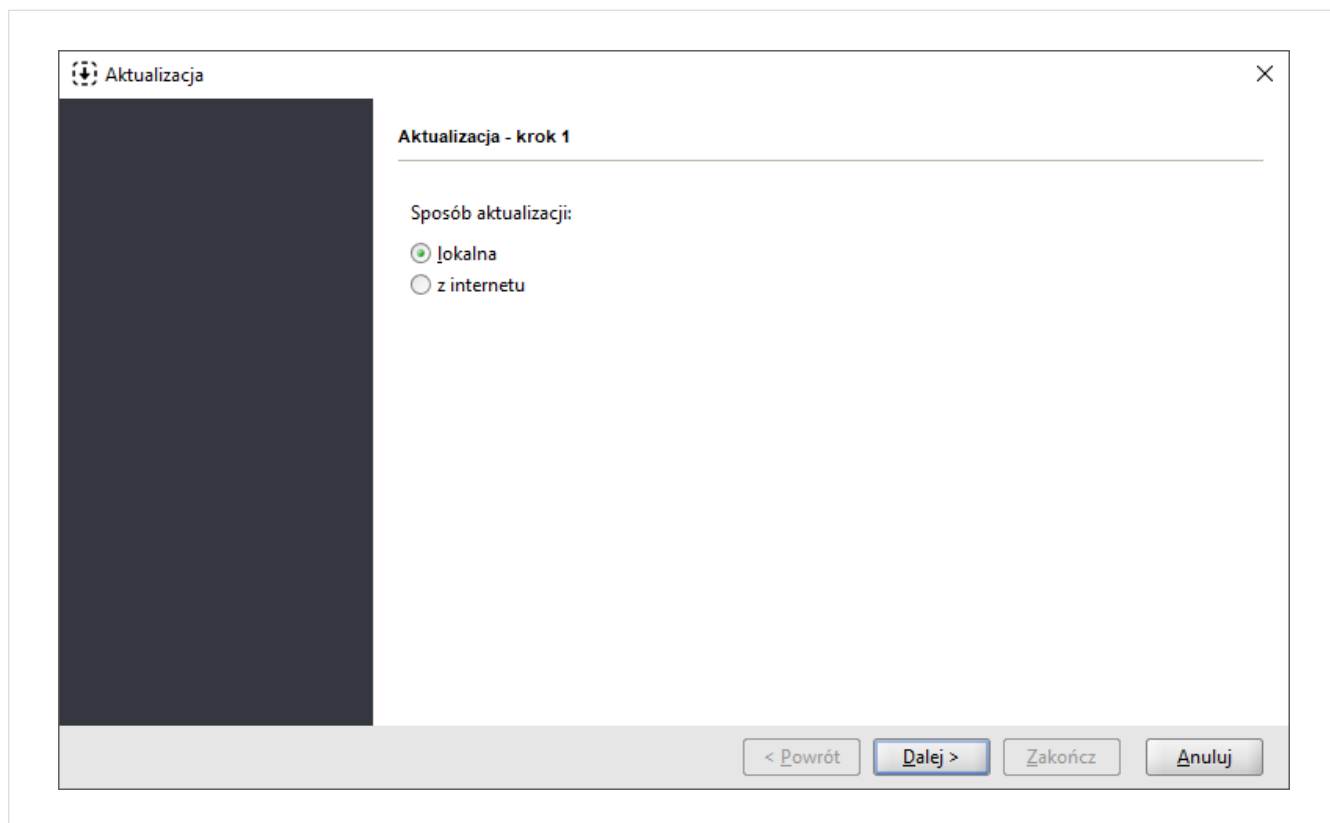 Aktualizacja
Aktualizacja - krok 1
Sposób aktualizacji:
lokalna
z internetu
< Powrót Dalej > Zakończ Anuluj